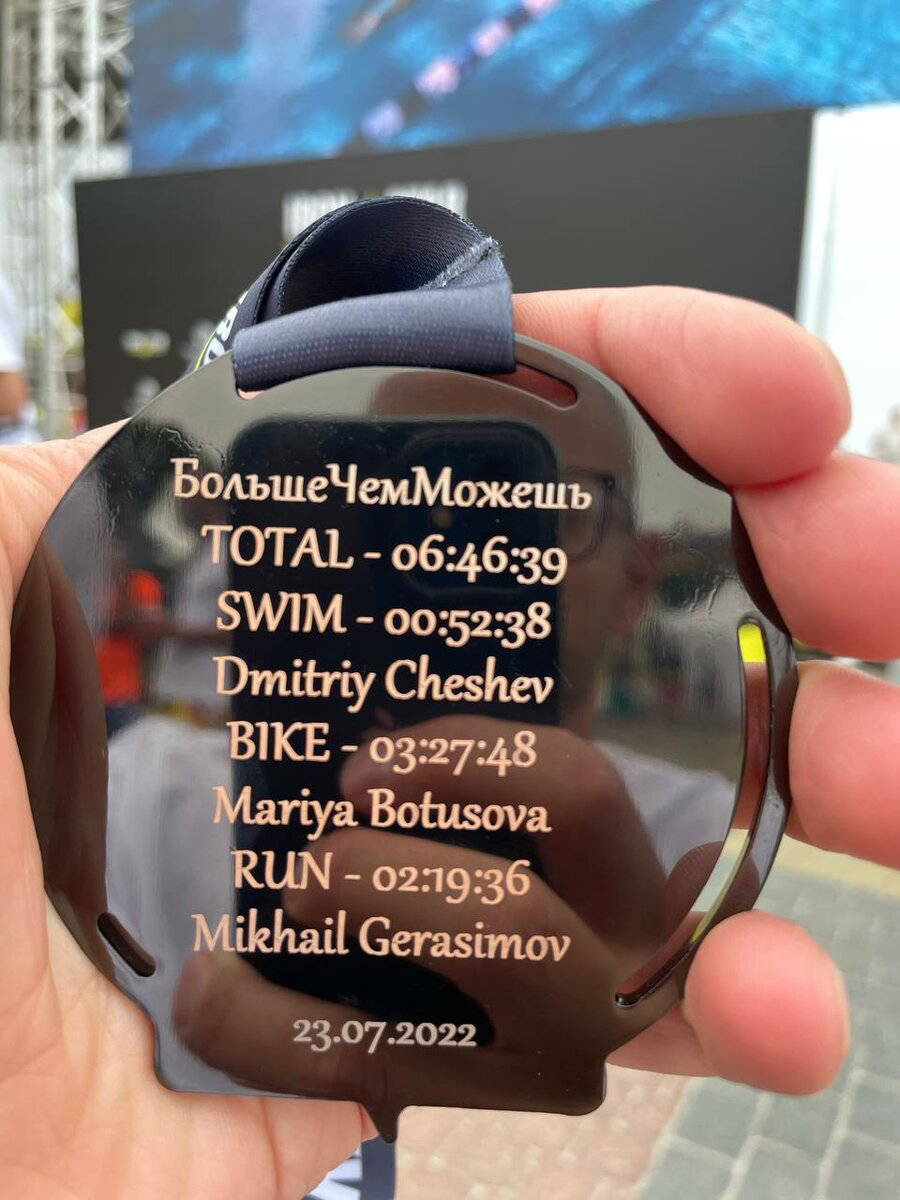 БольшеЧемМожешь
TOTAL - 06:46:39
SWIM - 00:52:38
Dmitriy Cheshev
BIKE - 03:27:48
Mariya Botusova
RUN - 02:19:36
Mikhail Gerasimov
23.07.2022